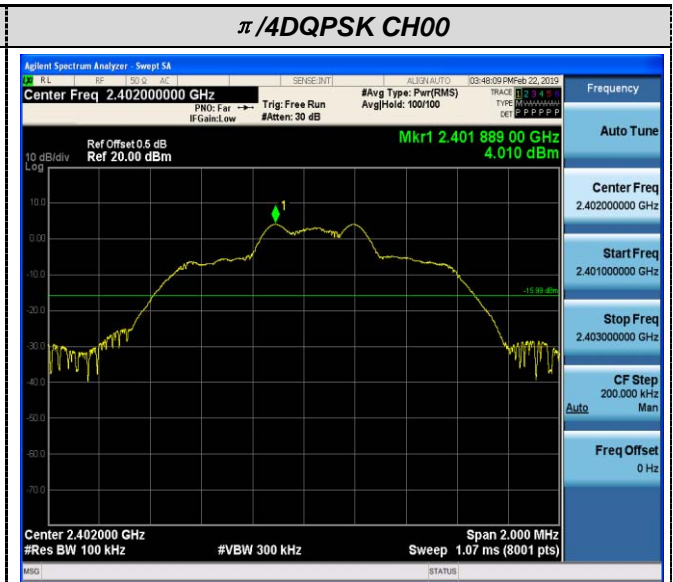 π/4DQPSK CH00
Agilent Spectrum Analyzer - Swept SA
RL RF 50 Ω AC SENSE:INT ALIGN AUTO 03:48:09 PM Feb 22, 2019
Center Freq 2.402000000 GHz
PNO: Far
IFGain:Low
Trig: Free Run
#Atten: 30 dB
#Avg Type: Pwr(RMS)
Avg|Hold: 100/100
TRACE 1 2 3 4 5 6
TYPE M
DET P P P P P P
Ref Offset 0.5 dB
Ref 20.00 dBm
10 dB/div
Log
Mkr1 2.401 889 00 GHz
4.010 dBm
1
10.0
0.00
-10.0
-15.99 dBm
-20.0
-30.0
-40.0
-50.0
-60.0
-70.0
Center 2.402000 GHz
#Res BW 100 kHz
#VBW 300 kHz
Span 2.000 MHz
Sweep 1.07 ms (8001 pts)
MSG
STATUS
Frequency
Auto Tune
Center Freq
2.402000000 GHz
Start Freq
2.401000000 GHz
Stop Freq
2.403000000 GHz
CF Step
200.000 kHz
Auto Man
Freq Offset
0 Hz